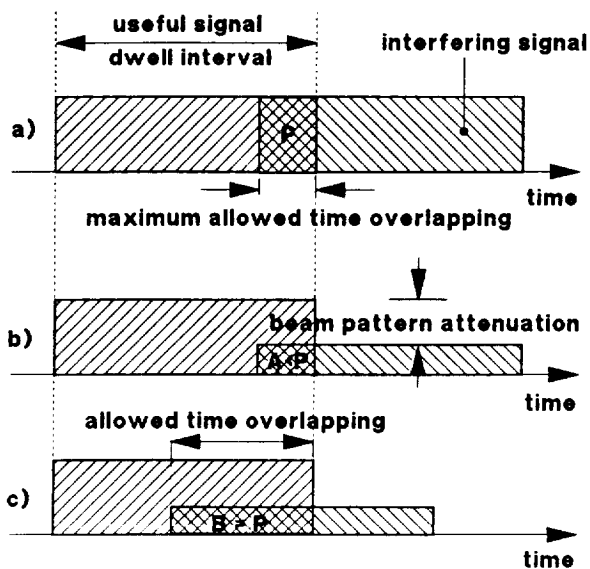 useful signal
dwell interval
interfering signal
a)
P
time
maximum allowed time overlapping
b)
beam pattern attenuation
A<P
time
allowed time overlapping
c)
B = P
time